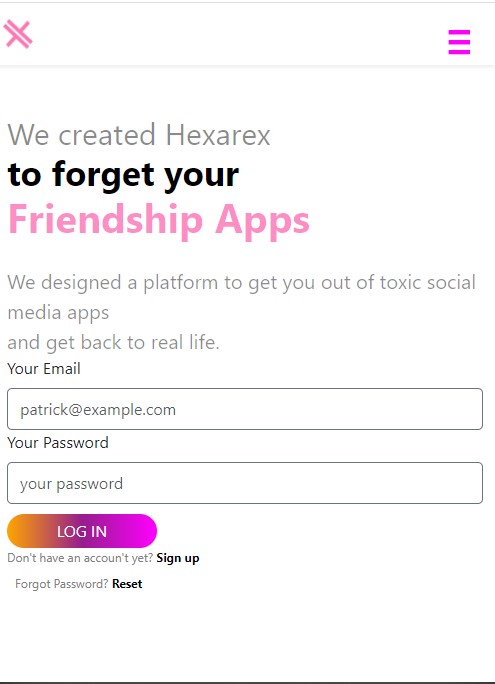 We created Hexarex
to forget your
Friendship Apps
We designed a platform to get you out of toxic social
media apps
and get back to real life.
Your Email
patrick@example.com
Your Password
your password
LOG IN
Don't have an accoun't yet? Sign up
Forgot Password? Reset